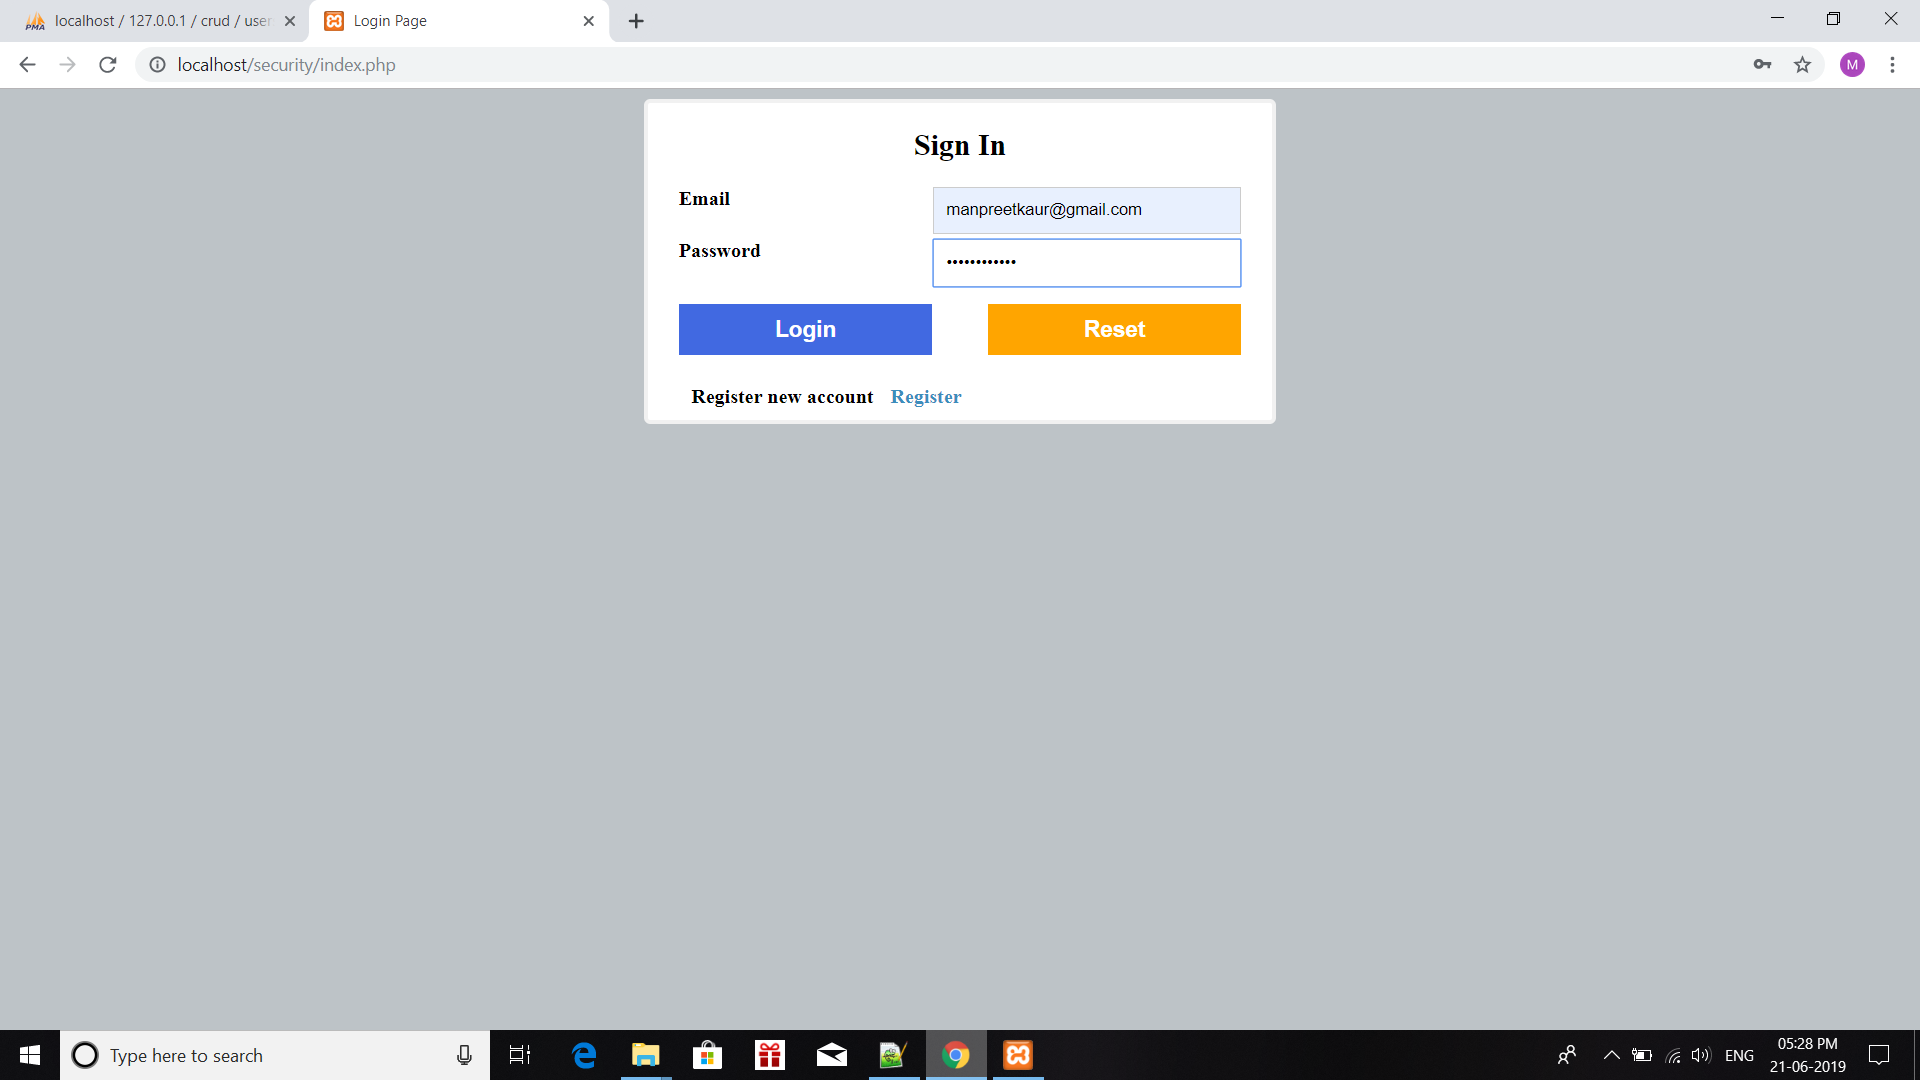 localhost / 127.0.0.1 / crud / user
Login Page
localhost/security/index.php
M
Sign In
Email
manpreetkaur@gmail.com
Password
••••••••••••
Login
Reset
Register new account Register
Type here to search
ENG
05:28 PM
21-06-2019
PMA